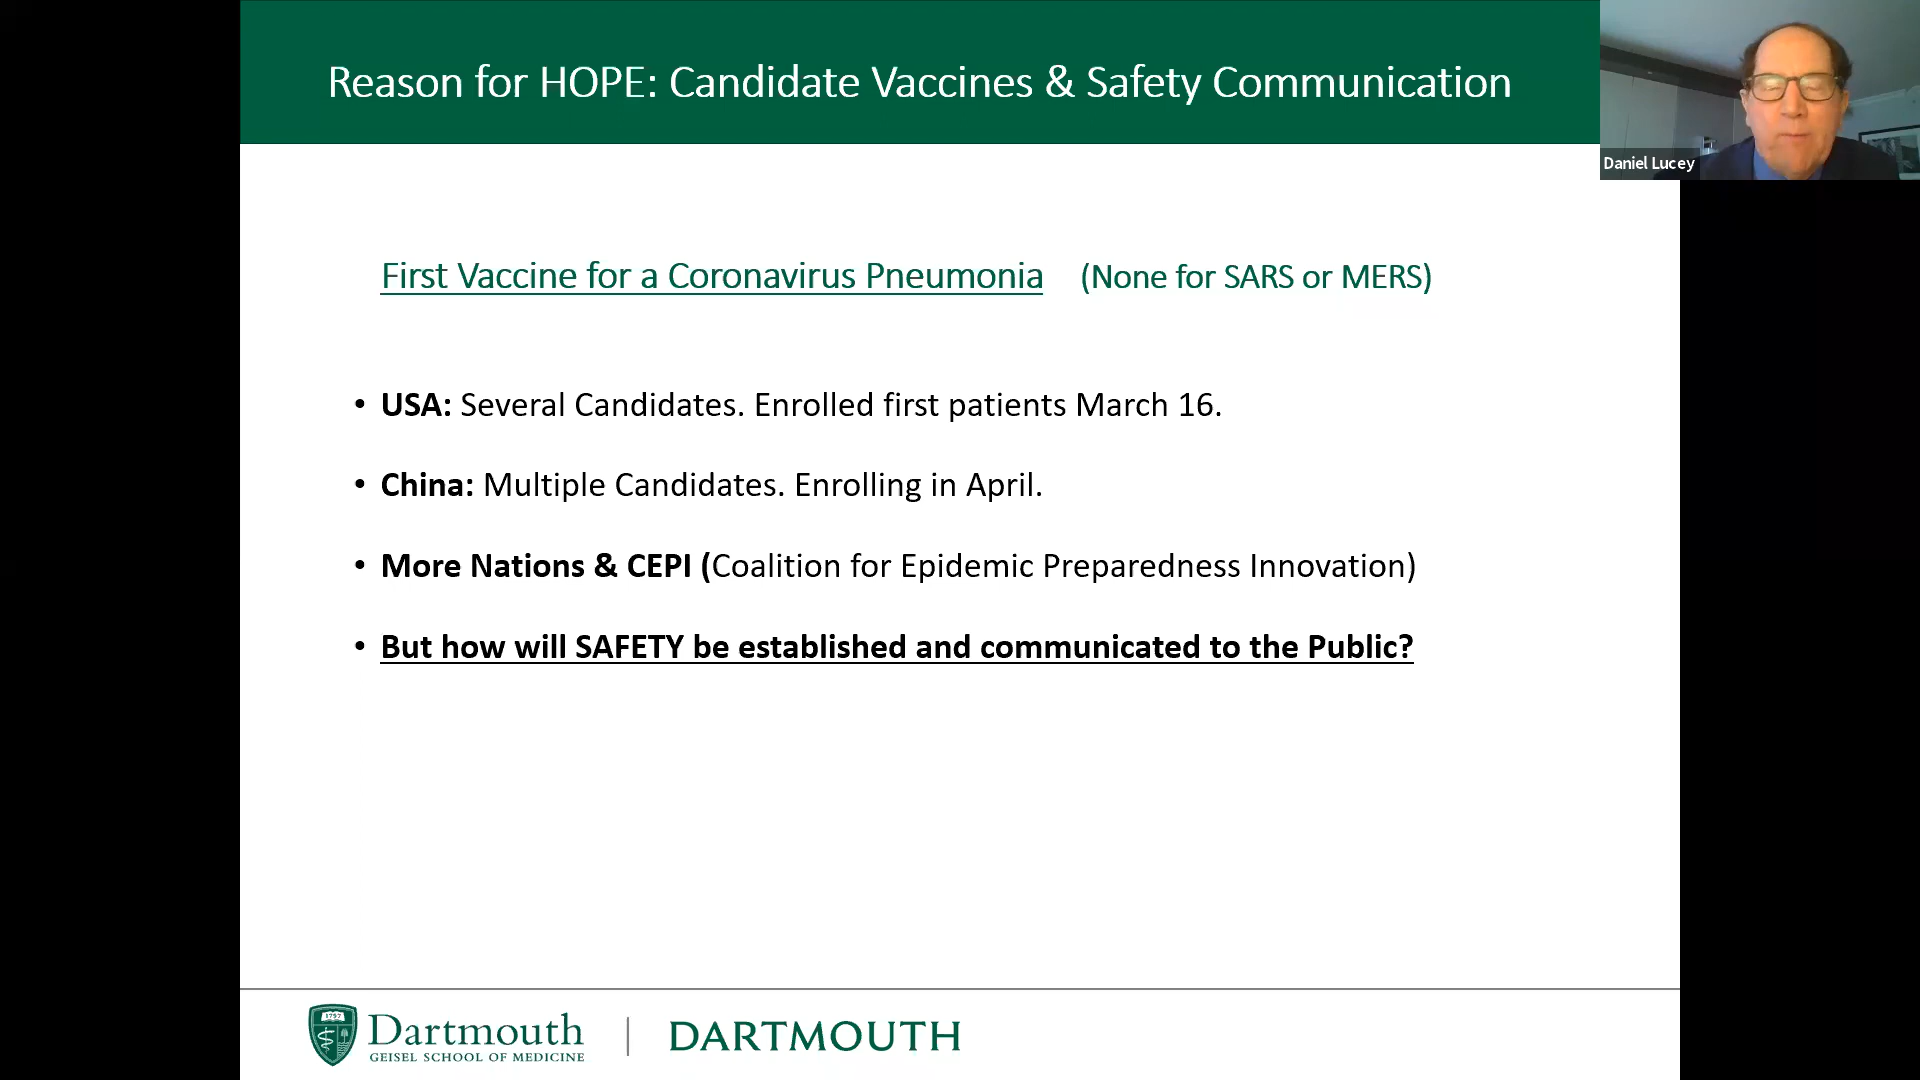 Reason for HOPE: Candidate Vaccines & Safety Communication
Daniel Lucey
First Vaccine for a Coronavirus Pneumonia (None for SARS or MERS)
• USA: Several Candidates. Enrolled first patients March 16.
• China: Multiple Candidates. Enrolling in April.
• More Nations & CEPI (Coalition for Epidemic Preparedness Innovation)
• But how will SAFETY be established and communicated to the Public?
1797
Dartmouth
GEISEL SCHOOL OF MEDICINE
DARTMOUTH